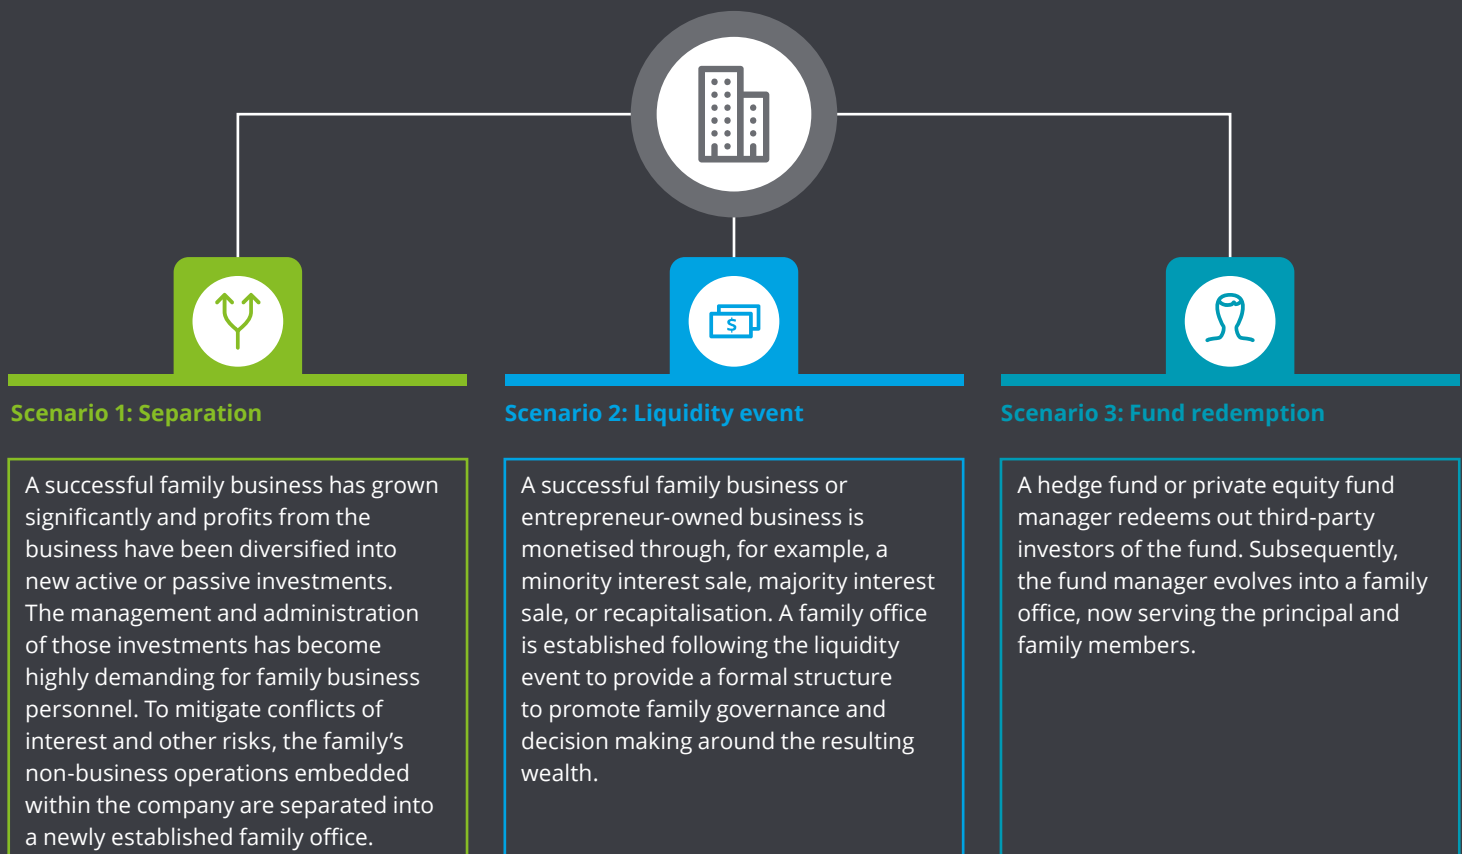 $
Scenario 1: Separation
A successful family business has grown
significantly and profits from the
business have been diversified into
new active or passive investments.
The management and administration
of those investments has become
highly demanding for family business
personnel. To mitigate conflicts of
interest and other risks, the family’s
non-business operations embedded
within the company are separated into
a newly established family office.
Scenario 2: Liquidity event
A successful family business or
entrepreneur-owned business is
monetised through, for example, a
minority interest sale, majority interest
sale, or recapitalisation. A family office
is established following the liquidity
event to provide a formal structure
to promote family governance and
decision making around the resulting
wealth.
Scenario 3: Fund redemption
A hedge fund or private equity fund
manager redeems out third-party
investors of the fund. Subsequently,
the fund manager evolves into a family
office, now serving the principal and
family members.